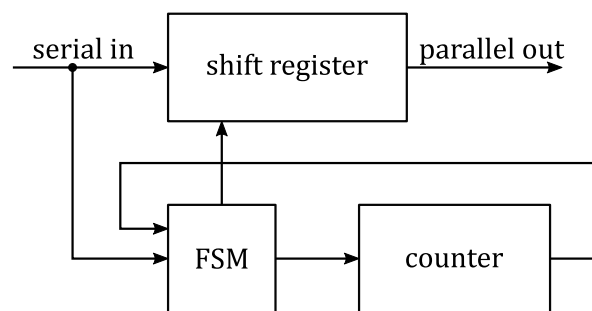 serial in
shift register
parallel out
FSM
counter